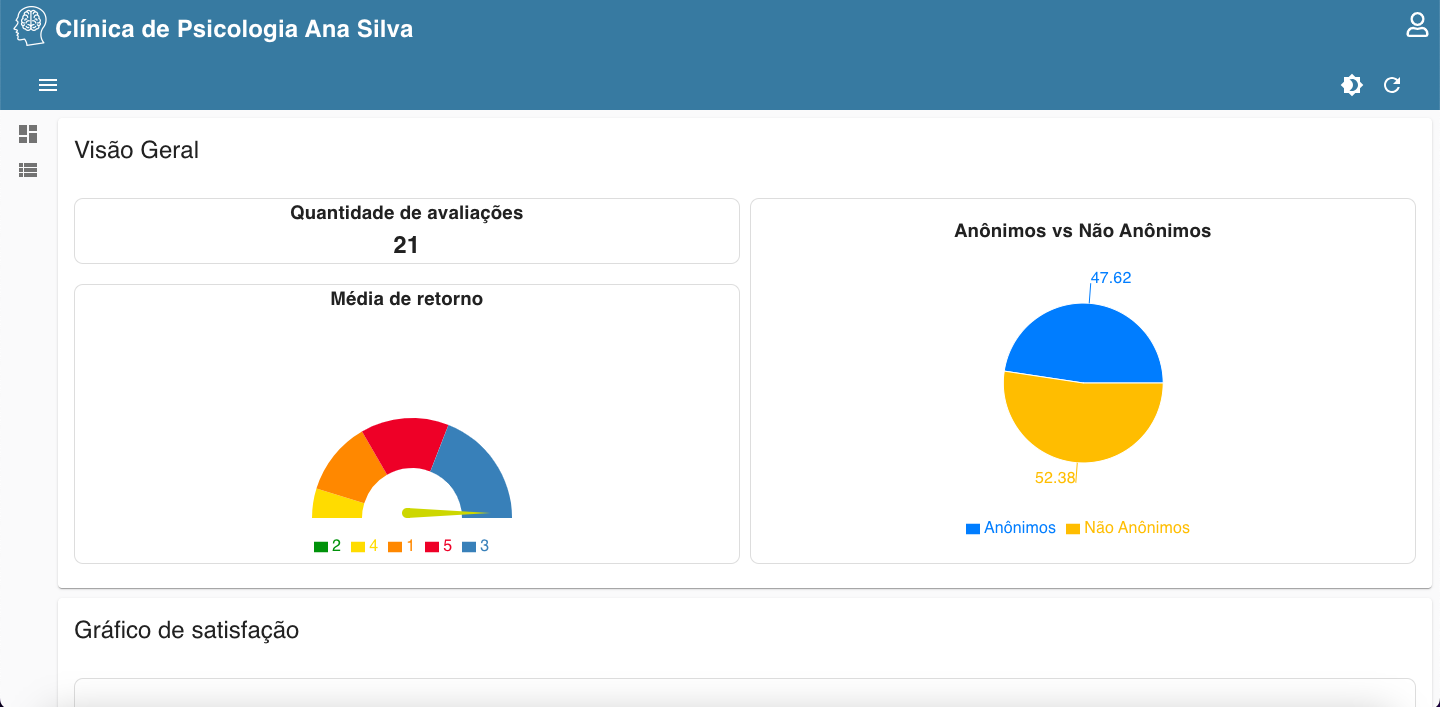 Clínica de Psicologia Ana Silva
Visão Geral
Quantidade de avaliações
21
Média de retorno
2 4 1 5 3
Anônimos vs Não Anônimos
47.62
52.38
Anônimos Não Anônimos
Gráfico de satisfação